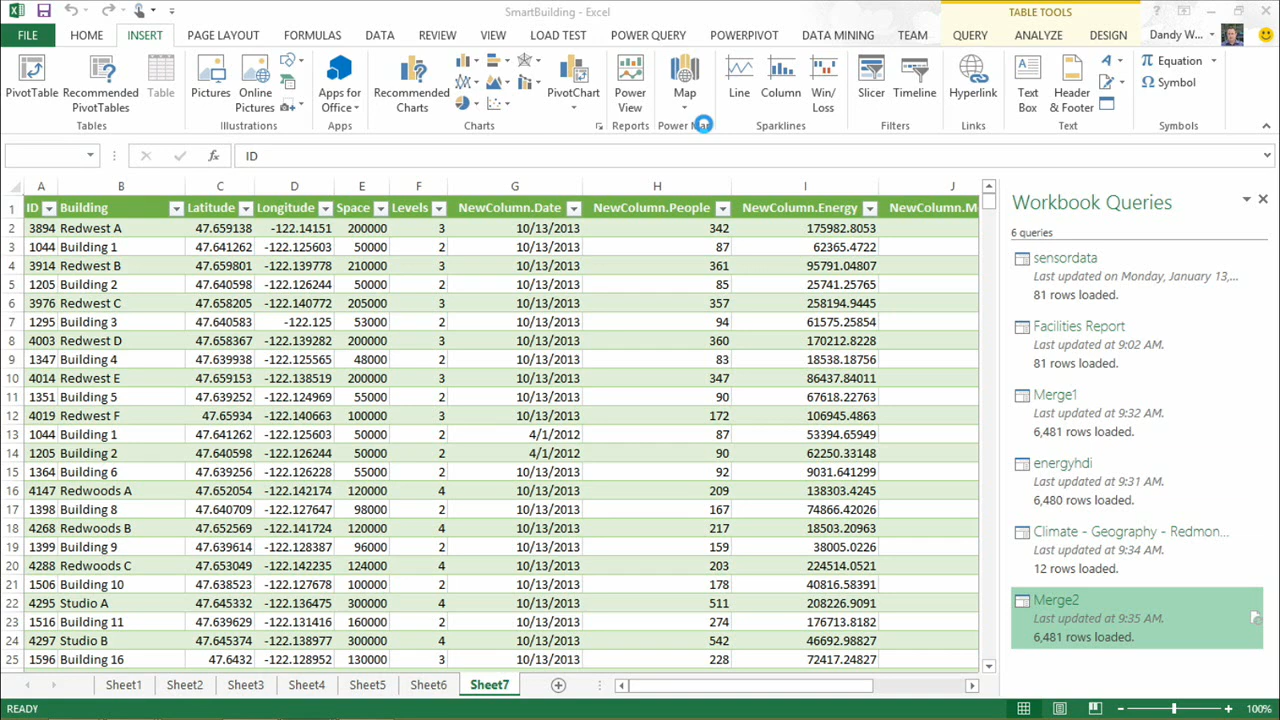 SmartBuilding - Excel
TABLE TOOLS
FILE HOME INSERT PAGE LAYOUT FORMULAS DATA REVIEW VIEW LOAD TEST POWER QUERY POWERPIVOT DATA MINING TEAM QUERY ANALYZE DESIGN Dandy W...
PivotTable
Recommended PivotTables
Table
Pictures
Online Pictures
Apps for Office
Recommended Charts
PivotChart
Power View
Map
Line
Column
Win/ Loss
Slicer
Timeline
Hyperlink
Text Box
Header & Footer
Equation
Symbol
Tables Illustrations Apps Charts Reports Power Map Sparklines Filters Links Text Symbols
fx ID
A B C D E F G H I J
1 ID Building Latitude Longitude Space Levels NewColumn.Date NewColumn.People NewColumn.Energy NewColumn.M
2 3894 Redwest A 47.659138 -122.14151 200000 3 10/13/2013 342 175982.8053
3 1044 Building 1 47.641262 -122.125603 50000 2 10/13/2013 87 62365.4722
4 3914 Redwest B 47.659801 -122.139778 210000 3 10/13/2013 361 95791.04807
5 1205 Building 2 47.640598 -122.126244 50000 2 10/13/2013 85 25741.25765
6 3976 Redwest C 47.658205 -122.140772 205000 3 10/13/2013 357 258194.9445
7 1295 Building 3 47.640583 -122.125 53000 2 10/13/2013 94 61575.25854
8 4003 Redwest D 47.658367 -122.139282 200000 3 10/13/2013 360 170212.8228
9 1347 Building 4 47.639938 -122.125565 48000 2 10/13/2013 83 18538.18756
10 4014 Redwest E 47.659153 -122.138519 200000 3 10/13/2013 347 86437.84011
11 1351 Building 5 47.639252 -122.124969 55000 2 10/13/2013 90 67618.22763
12 4019 Redwest F 47.65934 -122.140663 100000 3 10/13/2013 172 106945.4863
13 1044 Building 1 47.641262 -122.125603 50000 2 4/1/2012 87 53394.65949
14 1205 Building 2 47.640598 -122.126244 50000 2 4/1/2012 90 62250.33148
15 1364 Building 6 47.639256 -122.126228 55000 2 10/13/2013 92 9031.641299
16 4147 Redwoods A 47.652054 -122.142174 200000 4 10/13/2013 209 138303.4245
17 1398 Building 8 47.640709 -122.127647 98000 2 10/13/2013 167 74866.42026
18 4268 Redwoods B 47.652569 -122.141724 120000 4 10/13/2013 217 18503.20963
19 1399 Building 9 47.639614 -122.128387 96000 2 10/13/2013 159 38005.0226
20 4288 Redwoods C 47.653049 -122.142235 124000 4 10/13/2013 203 224514.0521
21 1506 Building 10 47.638523 -122.127678 100000 2 10/13/2013 178 40816.58391
22 4295 Studio A 47.645332 -122.136475 300000 4 10/13/2013 511 208226.9091
23 1516 Building 11 47.639629 -122.131416 160000 2 10/13/2013 274 176713.8182
24 4297 Studio B 47.645374 -122.138977 300000 4 10/13/2013 542 46692.98827
25 1596 Building 16 47.6432 -122.128952 130000 3 10/13/2013 228 72417.24827
Workbook Queries
6 queries
sensordata
Last updated on Monday, January 13,...
81 rows loaded.
Facilities Report
Last updated at 9:02 AM.
81 rows loaded.
Merge1
Last updated at 9:32 AM.
6,481 rows loaded.
energyhdi
Last updated at 9:31 AM.
6,480 rows loaded.
Climate - Geography - Redmon...
Last updated at 9:34 AM.
12 rows loaded.
Merge2
Last updated at 9:35 AM.
6,481 rows loaded.
Sheet1 Sheet2 Sheet3 Sheet4 Sheet5 Sheet6 Sheet7
READY 100%